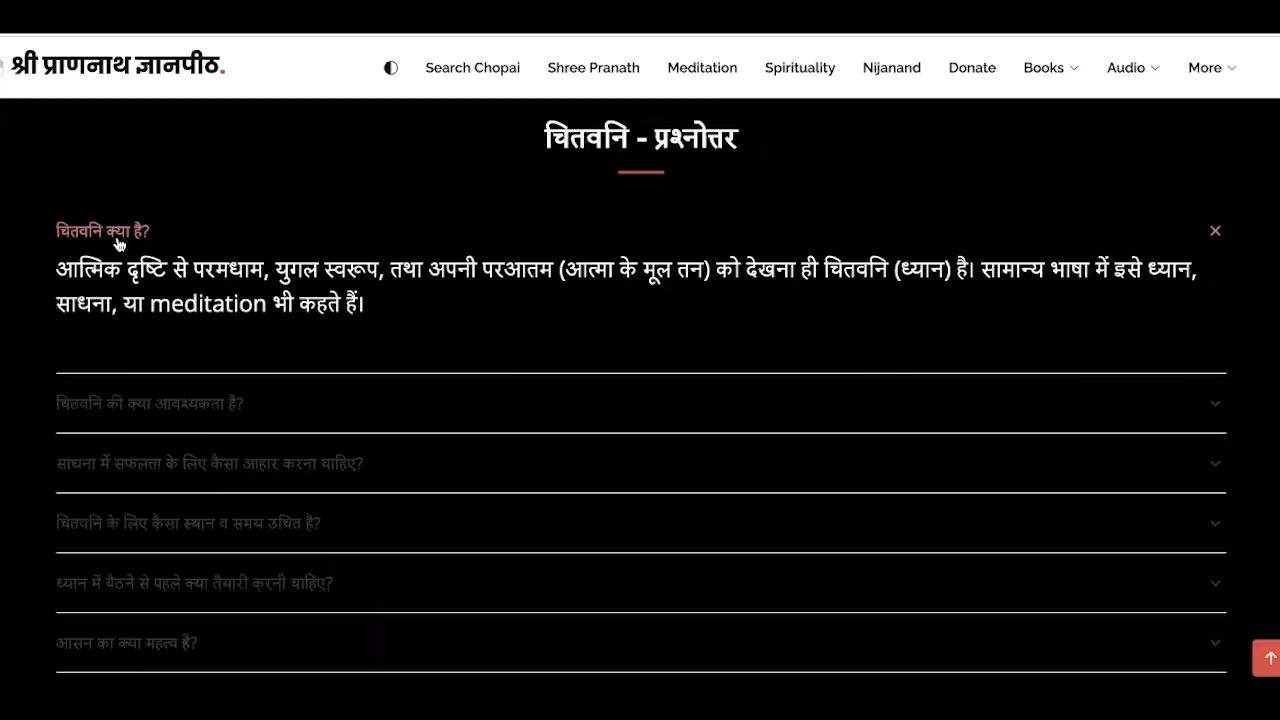 श्री प्राणनाथ ज्ञानपीठ.
Search Chopai Shree Pranath Meditation Spirituality Nijanand Donate Books Audio More
चितवनि - प्रश्नोत्तर
चितवनि क्या है?
आत्मिक दृष्टि से परमधाम, युगल स्वरूप, तथा अपनी परआतम (आत्मा के मूल तन) को देखना ही चितवनि (ध्यान) है। सामान्य भाषा में इसे ध्यान,
साधना, या meditation भी कहते हैं।
चितवनि की क्या आवश्यकता है?
साधना में सफलता के लिए कैसा आहार करना चाहिए?
चितवनि के लिए कैसा स्थान व समय उचित है?
ध्यान में बैठने से पहले क्या तैयारी करनी चाहिए?
आसन का क्या महत्व है?